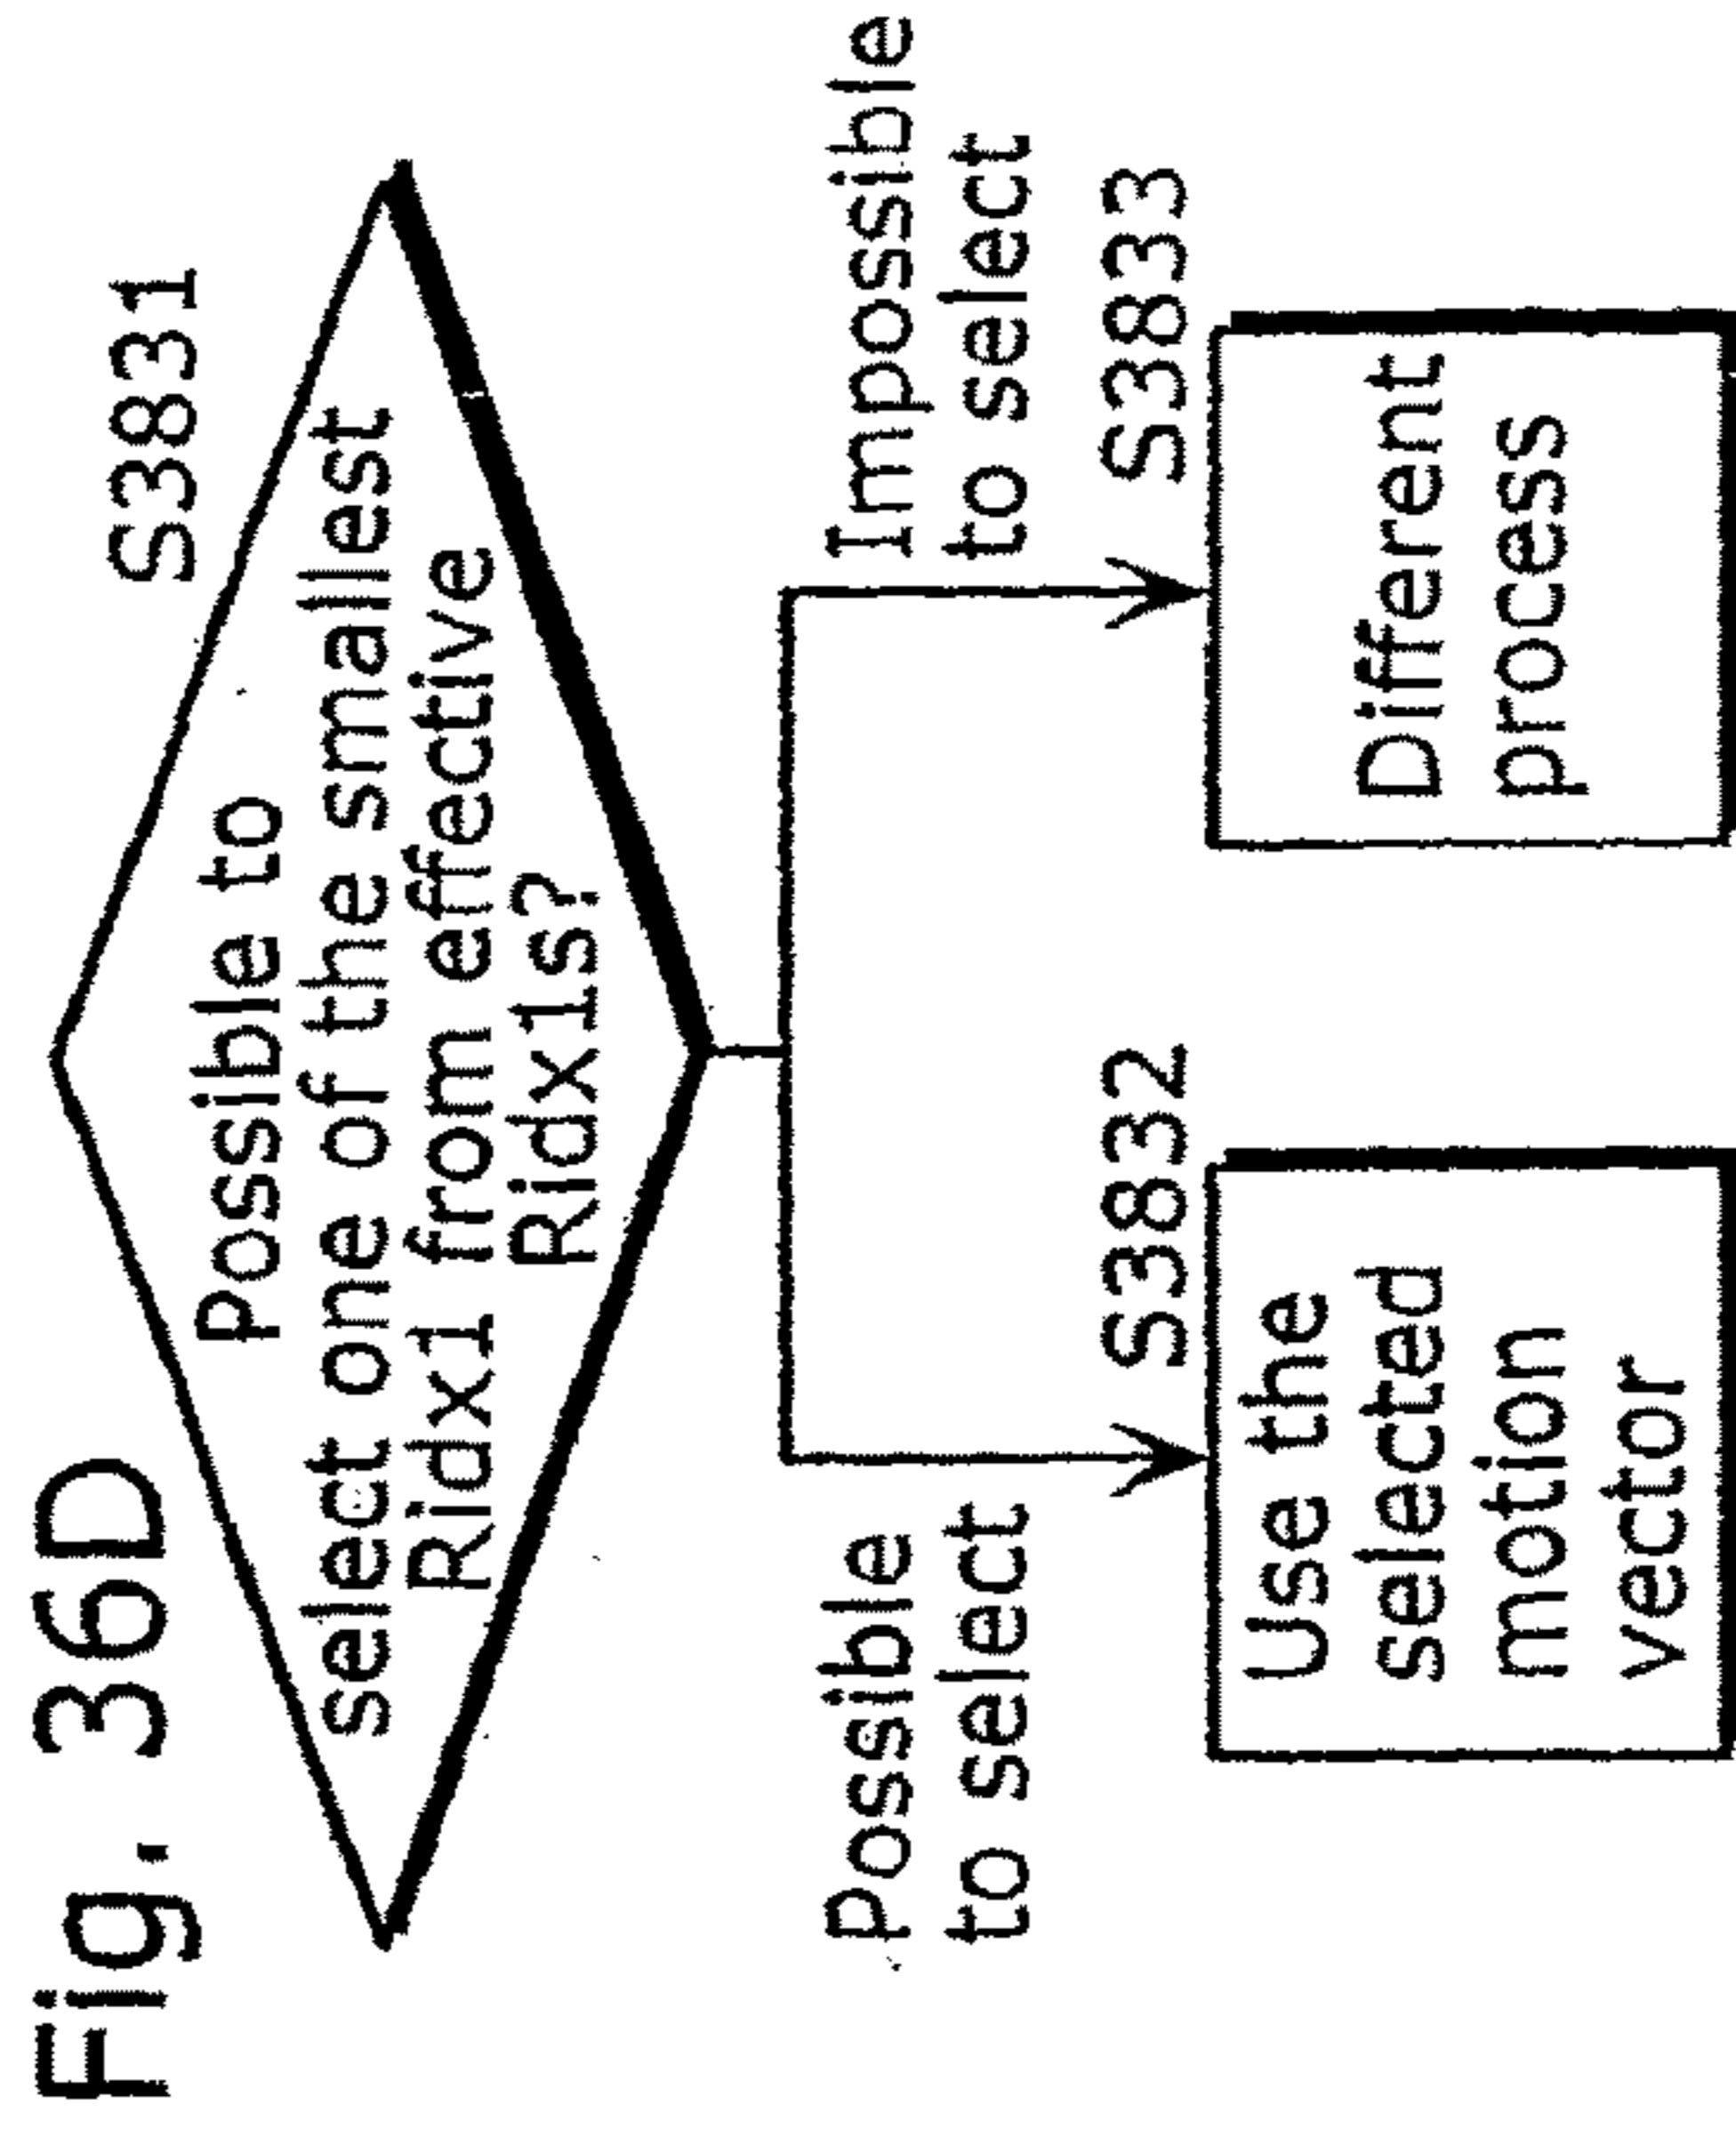 Fig. 36D
S3831
Possible to
select one of the smallest
Ridx1 from effective
Ridx1s?
Possible
to select
Impossible
to select
S3832
Use the
selected
motion
vector
S3833
Different
process